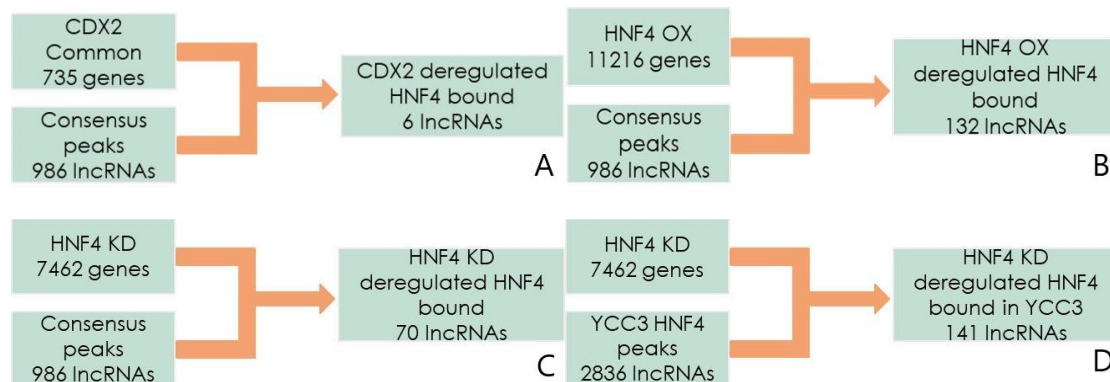 CDX2
Common
735 genes
Consensus
peaks
986 lncRNAs
CDX2 deregulated
HNF4 bound
6 lncRNAs
A
HNF4 OX
11216 genes
Consensus
peaks
986 lncRNAs
HNF4 OX
deregulated HNF4
bound
132 lncRNAs
B
HNF4 KD
7462 genes
Consensus
peaks
986 lncRNAs
HNF4 KD
deregulated HNF4
bound
70 lncRNAs
C
HNF4 KD
7462 genes
YCC3 HNF4
peaks
2836 lncRNAs
HNF4 KD
deregulated HNF4
bound in YCC3
141 lncRNAs
D